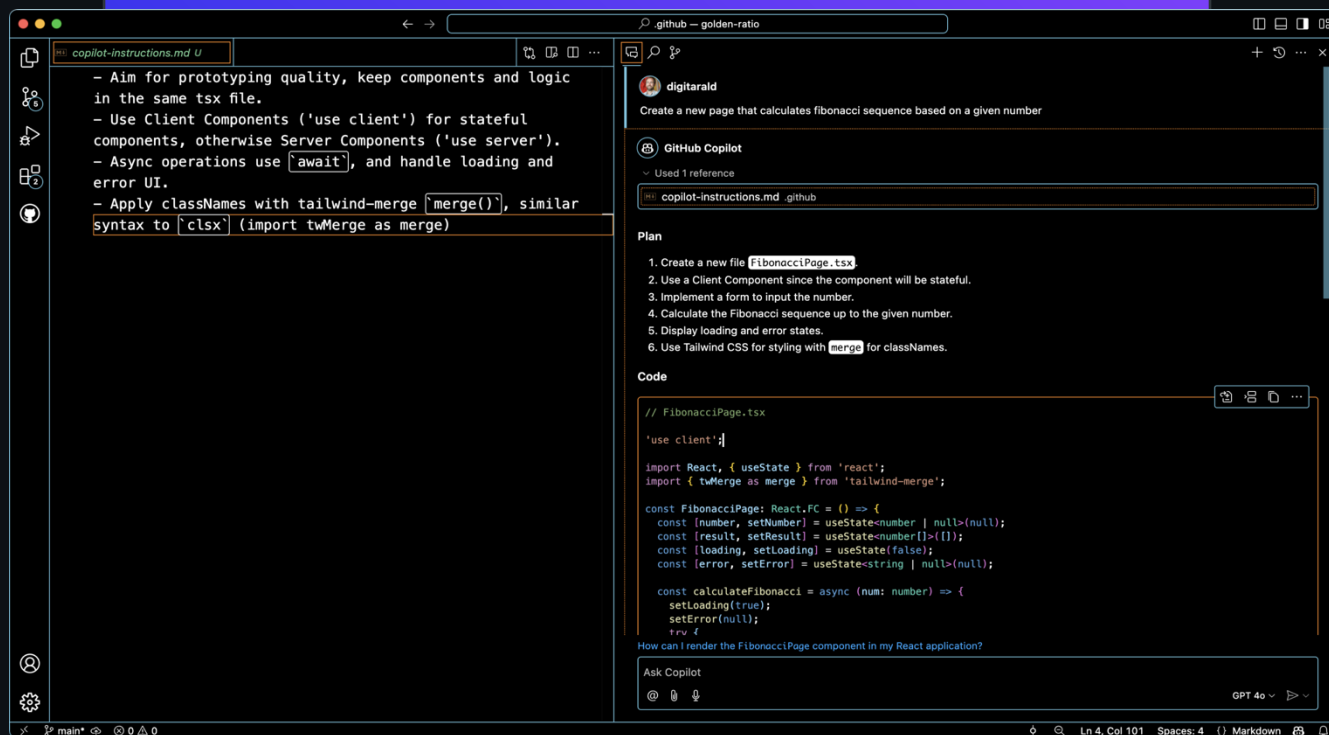 .github — golden-ratio
copilot-instructions.md U
– Aim for prototyping quality, keep components and logic
in the same tsx file.
– Use Client Components ('use client') for stateful
components, otherwise Server Components ('use server').
– Async operations use `await`, and handle loading and
error UI.
– Apply classNames with tailwind-merge `merge()`, similar
syntax to `clsx` (import twMerge as merge)
5
2
digitarald
Create a new page that calculates fibonacci sequence based on a given number
GitHub Copilot
Used 1 reference
copilot-instructions.md .github
Plan
1. Create a new file FibonacciPage.tsx.
2. Use a Client Component since the component will be stateful.
3. Implement a form to input the number.
4. Calculate the Fibonacci sequence up to the given number.
5. Display loading and error states.
6. Use Tailwind CSS for styling with merge for classNames.
Code
// FibonacciPage.tsx
'use client';
import React, { useState } from 'react';
import { twMerge as merge } from 'tailwind-merge';
const FibonacciPage: React.FC = () => {
const [number, setNumber] = useState<number | null>(null);
const [result, setResult] = useState<number[]>([]);
const [loading, setLoading] = useState(false);
const [error, setError] = useState<string | null>(null);
const calculateFibonacci = async (num: number) => {
setLoading(true);
setError(null);
try {
How can I render the FibonacciPage component in my React application?
Ask Copilot
@ GPT 4o
main* 0 0 Ln 4, Col 101 Spaces: 4 {} Markdown